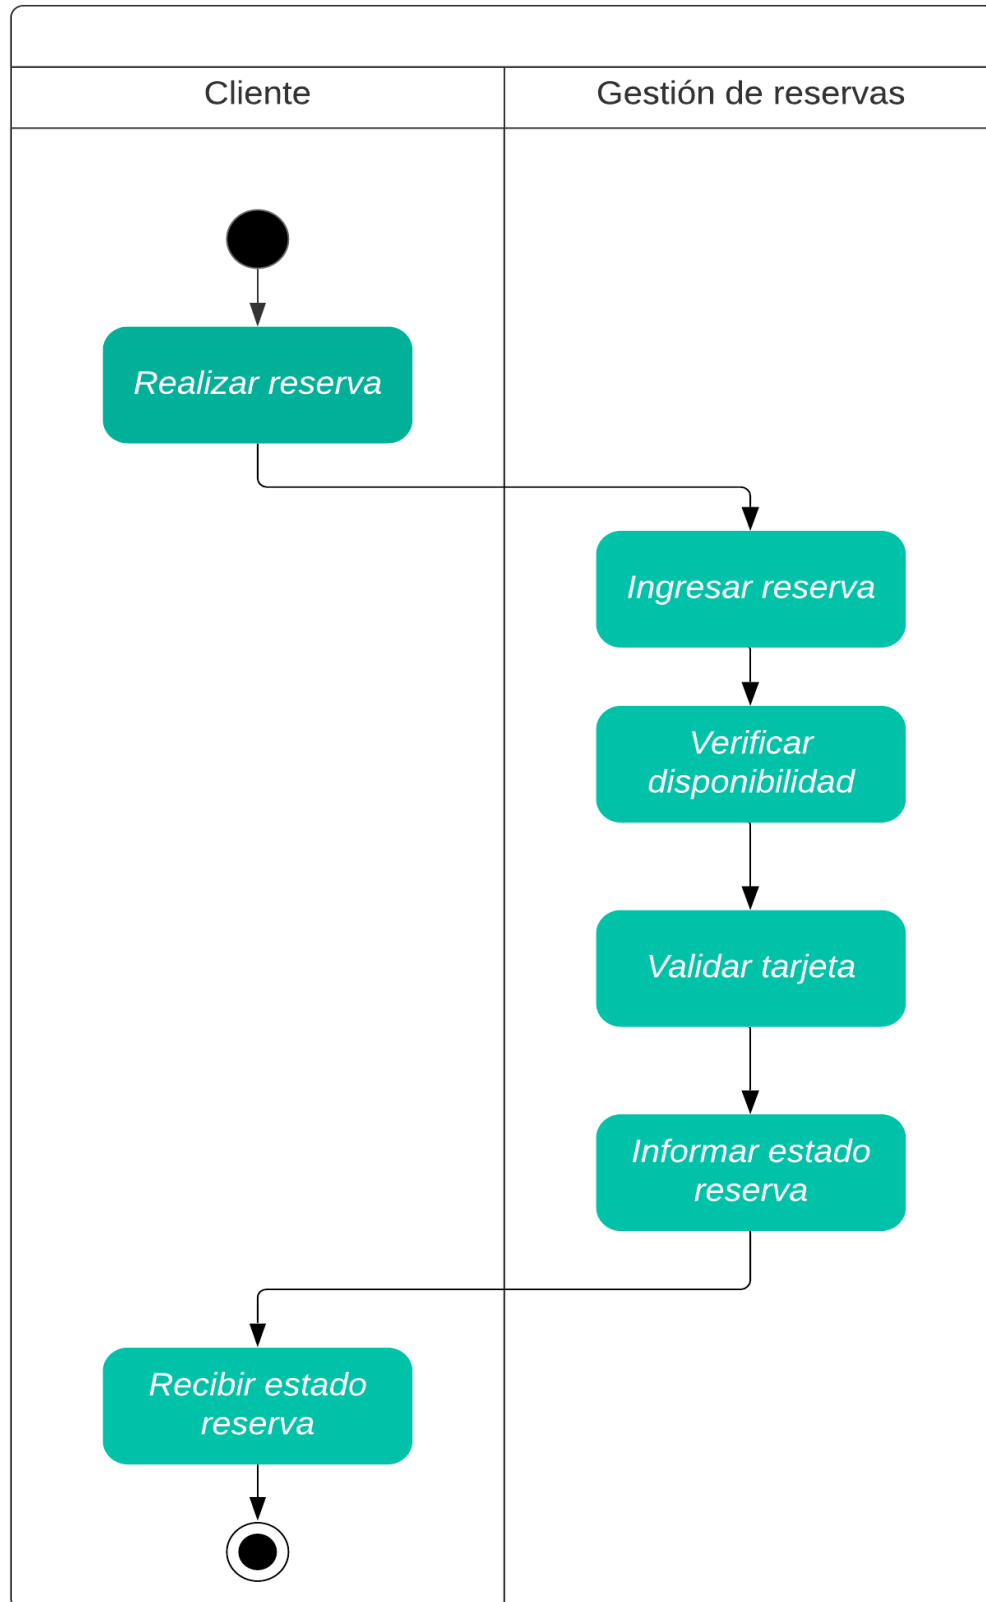 Cliente
Gestión de reservas
Realizar reserva
Ingresar reserva
Verificar
disponibilidad
Validar tarjeta
Informar estado
reserva
Recibir estado
reserva